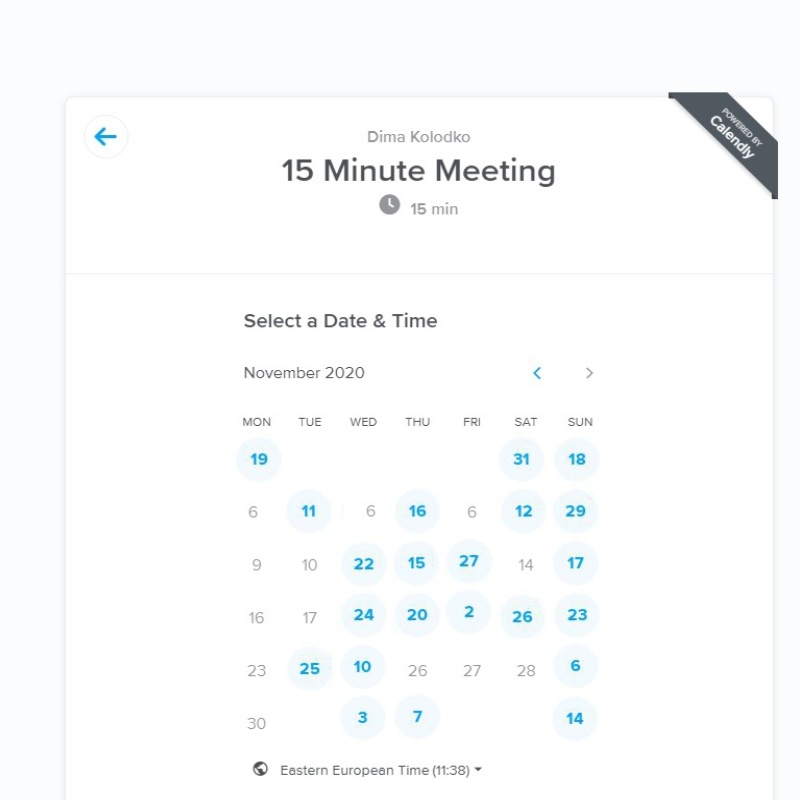 Dima Kolodko
15 Minute Meeting
15 min
POWERED BY
Calendly
Select a Date & Time
November 2020
MON TUE WED THU FRI SAT SUN
19 31 18
6 11 6 16 6 12 29
9 10 22 15 27 14 17
16 17 24 20 2 26 23
23 25 10 26 27 28 6
30 3 7 14
Eastern European Time (11:38)